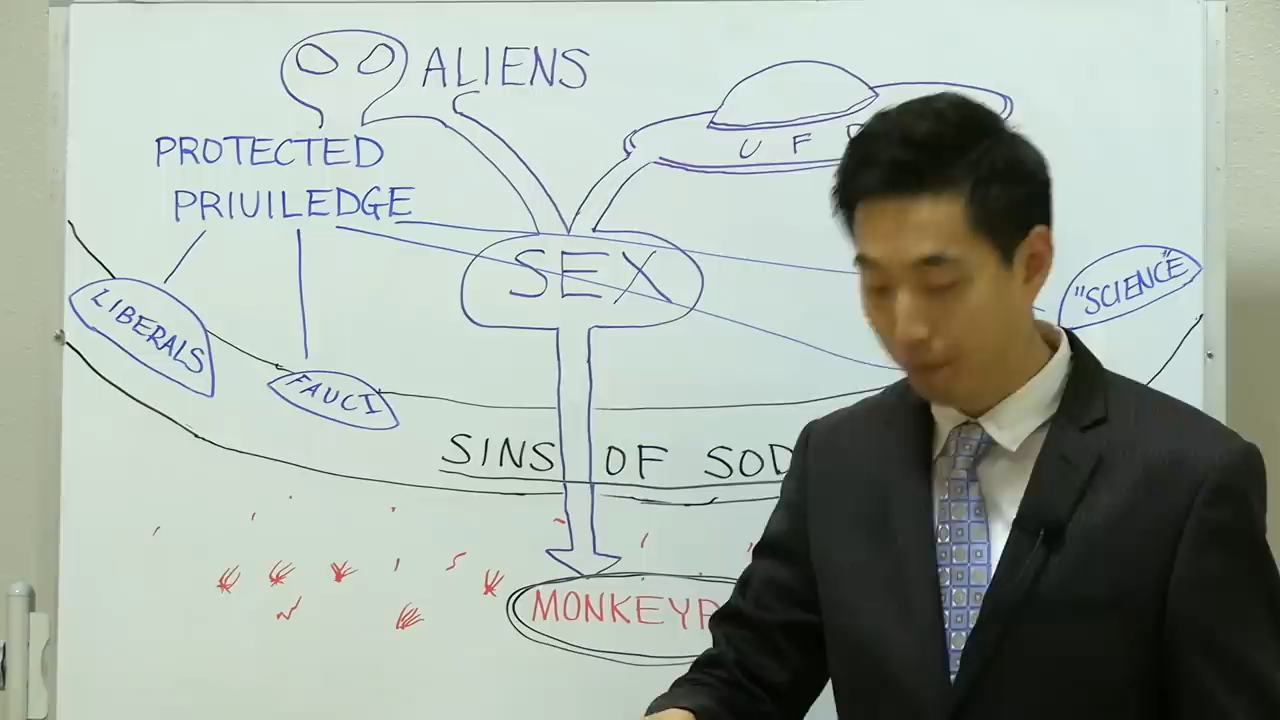 ALIENS
U F
PROTECTED
PRIUILEDGE
SEX
"SCIENCE"
LIBERALS
FAUCI
SINS OF SOD
MONKEYP